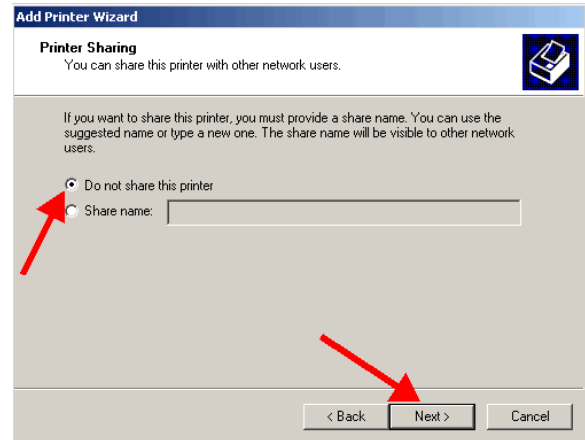 Add Printer Wizard
Printer Sharing
You can share this printer with other network users.
If you want to share this printer, you must provide a share name. You can use the
suggested name or type a new one. The share name will be visible to other network
users.
Do not share this printer
Share name:
< Back
Next >
Cancel